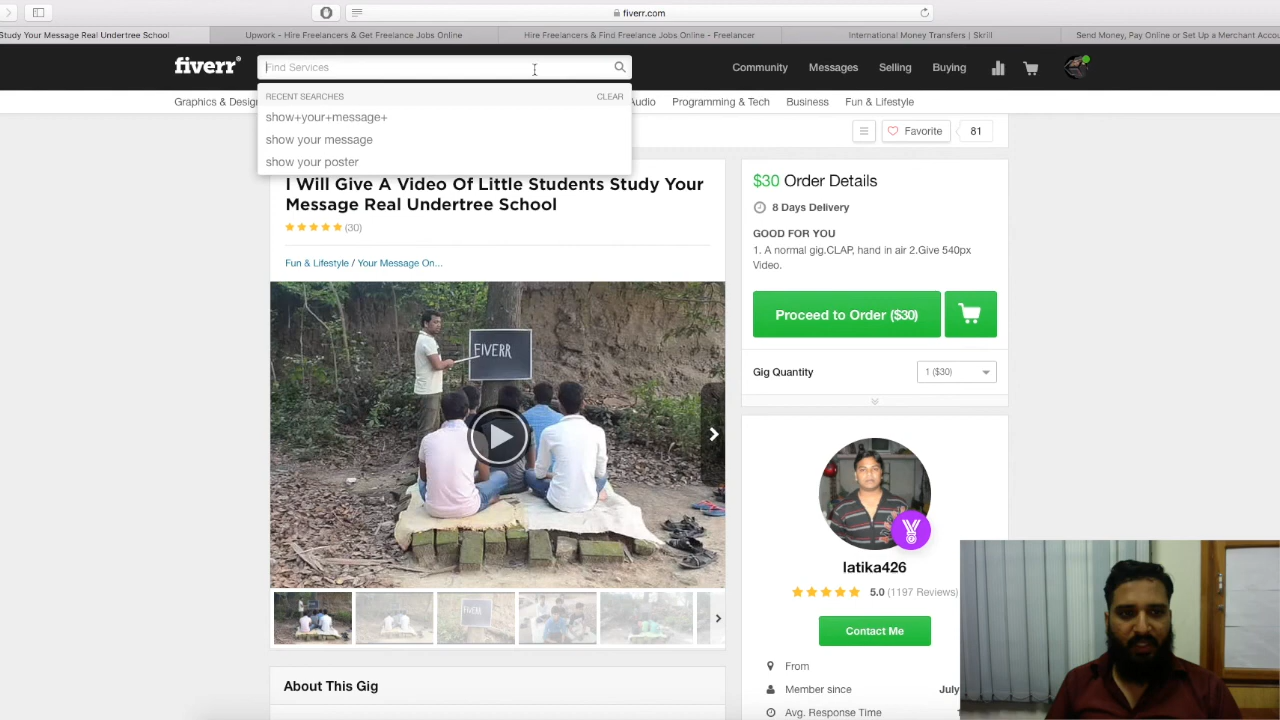 fiverr.com
Study Your Message Real Undertree School
Upwork - Hire Freelancers & Get Freelance Jobs Online
Hire Freelancers & Find Freelance Jobs Online - Freelancer
International Money Transfers | Skrill
Send Money, Pay Online or Set Up a Merchant Accou
fiverr
Find Services
Community
Messages
Selling
Buying
RECENT SEARCHES
CLEAR
show+your+message+
show your message
show your poster
Graphics & Design
Audio
Programming & Tech
Business
Fun & Lifestyle
Favorite
81
I Will Give A Video Of Little Students Study Your
Message Real Undertree School
(30)
Fun & Lifestyle / Your Message On...
FIVERR
FIVERR
About This Gig
$30 Order Details
8 Days Delivery
GOOD FOR YOU
1. A normal gig.CLAP, hand in air 2.Give 540px
Video.
Proceed to Order ($30)
Gig Quantity
1 ($30)
latika426
5.0 (1197 Reviews)
Contact Me
From
Member since
July
Avg. Response Time